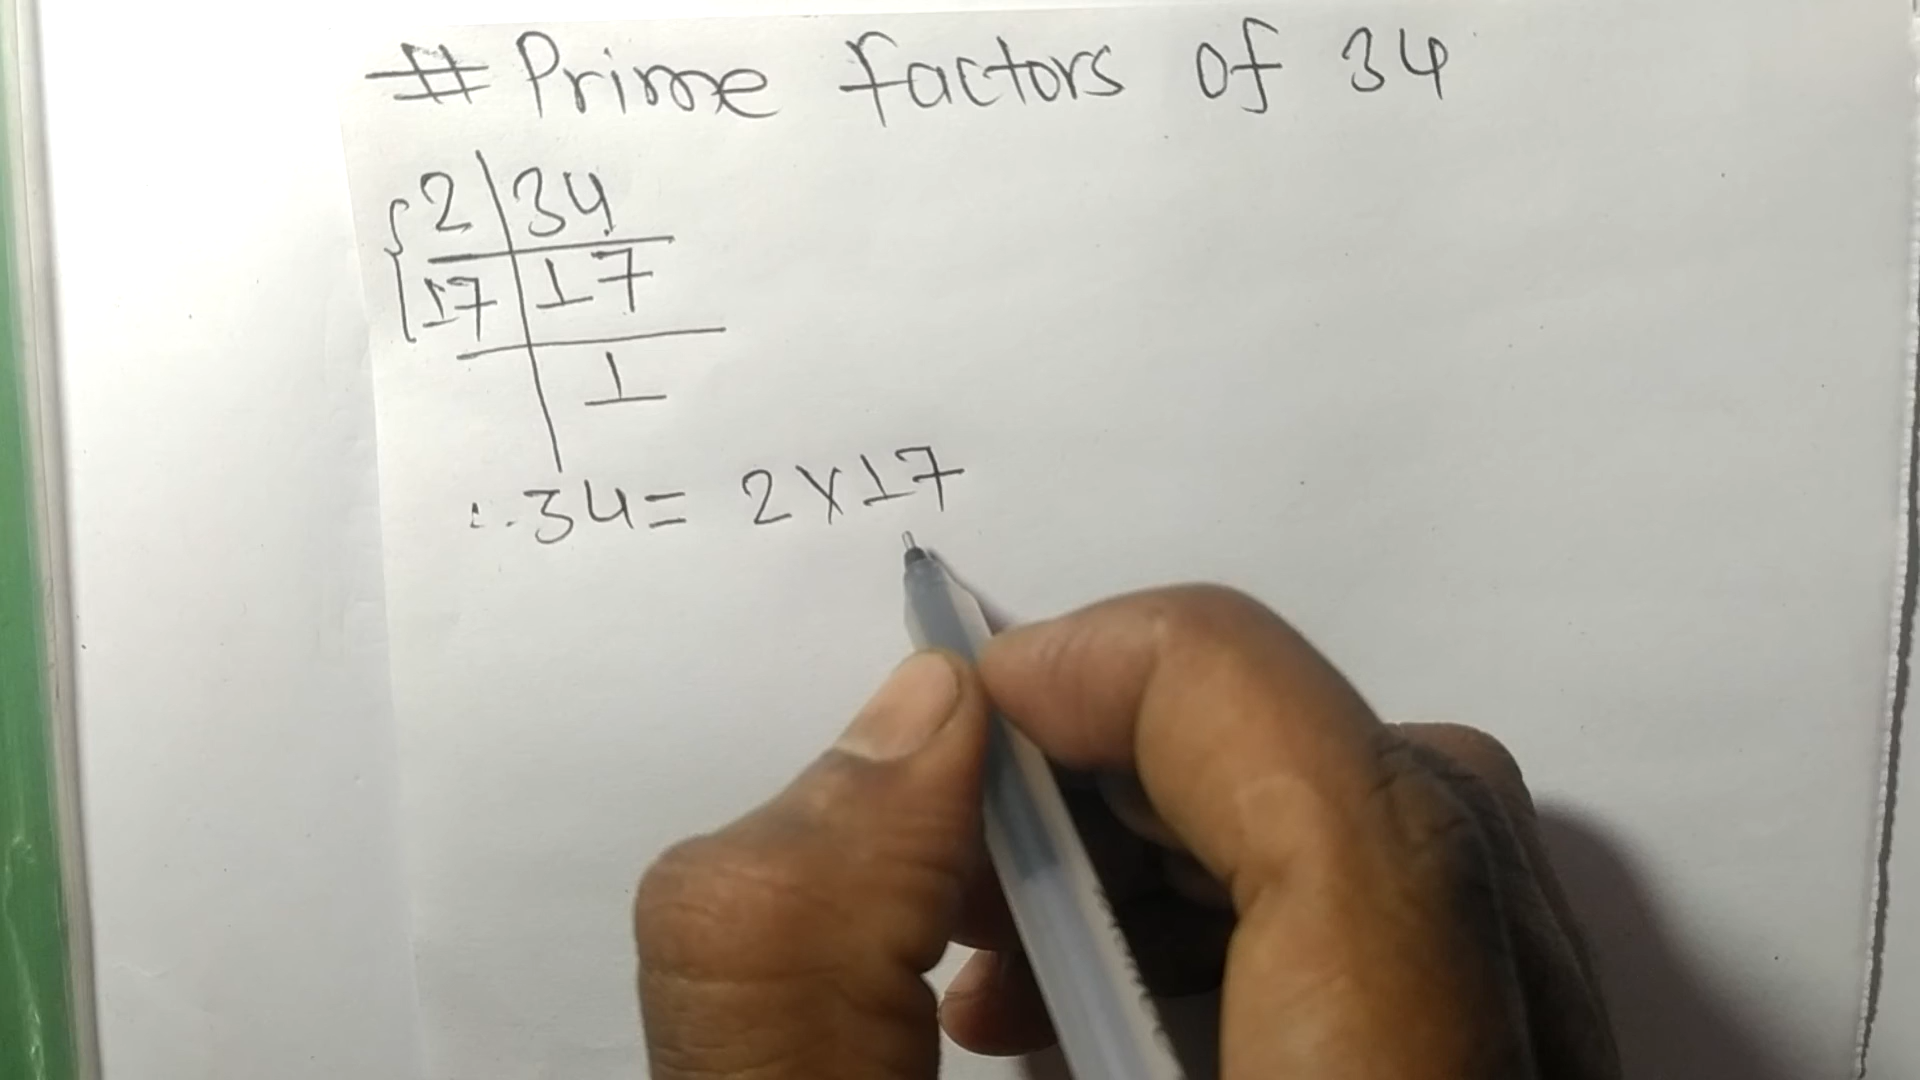 # Prime factors of 34
2 | 34
17 | 17
1
∴ 34 = 2 x 17